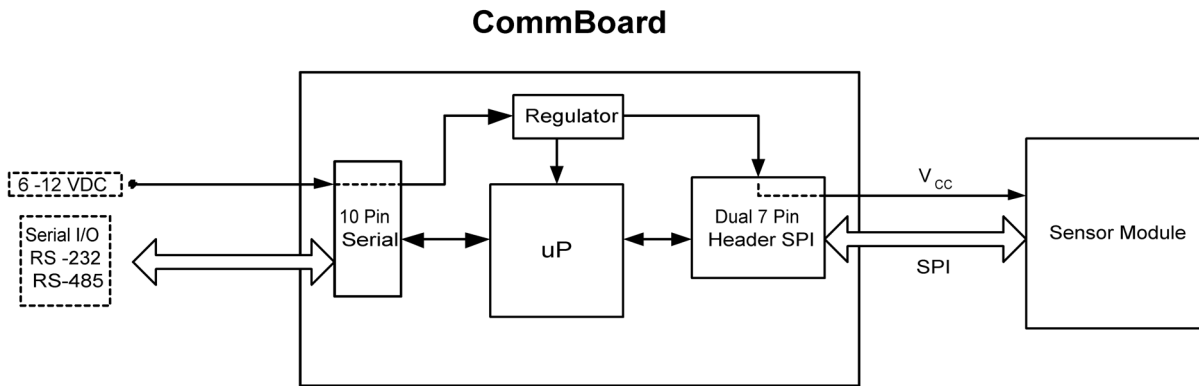 CommBoard
Regulator
6 -12 VDC
Serial I/O
RS -232
RS-485
10 Pin
Serial
uP
Dual 7 Pin
Header SPI
VCC
SPI
Sensor Module